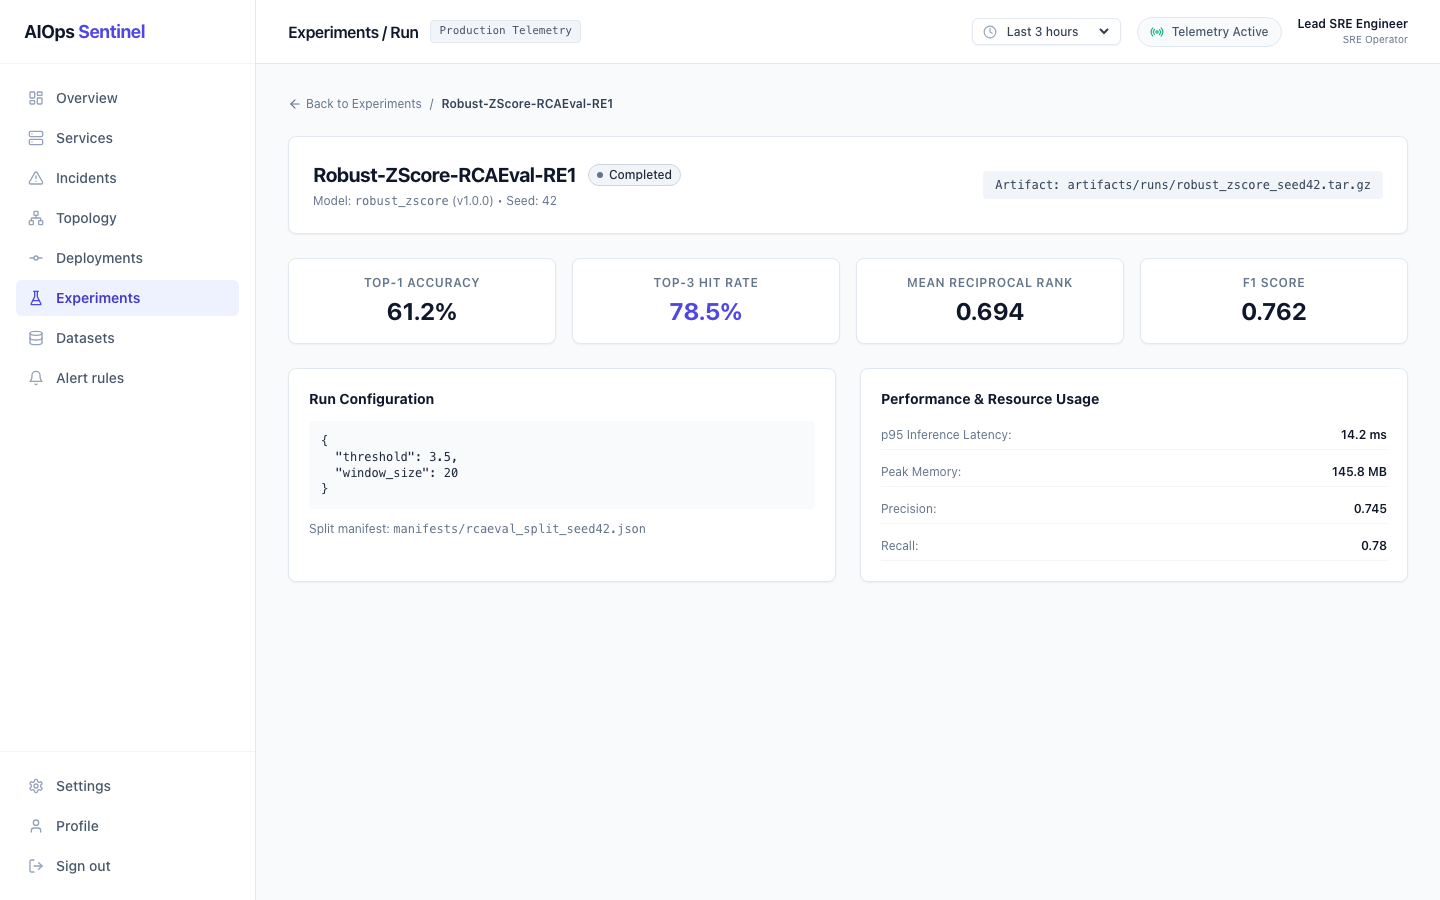 AIOps Sentinel
Overview
Services
Incidents
Topology
Deployments
Experiments
Datasets
Alert rules
Settings
Profile
Sign out
Experiments / Run
Production Telemetry
Last 3 hours
Telemetry Active
Lead SRE Engineer
SRE Operator
Back to Experiments / Robust-ZScore-RCAEval-RE1
Robust-ZScore-RCAEval-RE1
Completed
Model: robust_zscore (v1.0.0) • Seed: 42
Artifact: artifacts/runs/robust_zscore_seed42.tar.gz
TOP-1 ACCURACY
61.2%
TOP-3 HIT RATE
78.5%
MEAN RECIPROCAL RANK
0.694
F1 SCORE
0.762
Run Configuration
{
  "threshold": 3.5,
  "window_size": 20
}
Split manifest: manifests/rcaeval_split_seed42.json
Performance & Resource Usage
p95 Inference Latency: 14.2 ms
Peak Memory: 145.8 MB
Precision: 0.745
Recall: 0.78